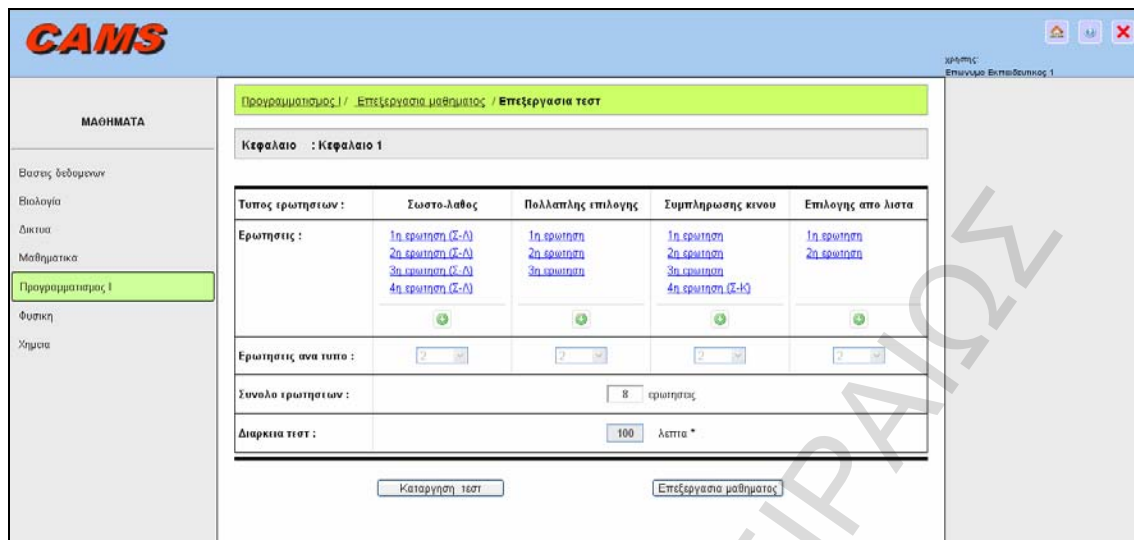 CAMS
χρήστης:
Επωνυμο Εκπαιδευτικος 1
ΜΑΘΗΜΑΤΑ
Βασεις δεδομενων
Βιολογία
Δικτυα
Μαθηματικα
Προγραμματισμος Ι
Φυσικη
Χημεια
Προγραμματισμος Ι / Επεξεργασια μαθηματος / Επεξεργασια τεστ
Κεφαλαιο : Κεφαλαιο 1
Τυπος ερωτησεων : Σωστο-λαθος Πολλαπλης επιλογης Συμπληρωσης κενου Επιλογης απο λιστα
Ερωτησεις : 1η ερωτηση (Σ-Λ) 1η ερωτηση 1η ερωτηση 1η ερωτηση
2η ερωτηση (Σ-Λ) 2η ερωτηση 2η ερωτηση 2η ερωτηση
3η ερωτηση (Σ-Λ) 3η ερωτηση 3η ερωτηση
4η ερωτηση (Σ-Λ) 4η ερωτηση (Σ-Κ)
Ερωτησεις ανα τυπο : 2 2 2 2
Συνολο ερωτησεων : 8 ερωτησεις
Διαρκεια τεστ : 100 λεπτα *
Καταργηση τεστ Επεξεργασια μαθηματος
ΕΙΡΑΙΩΣ